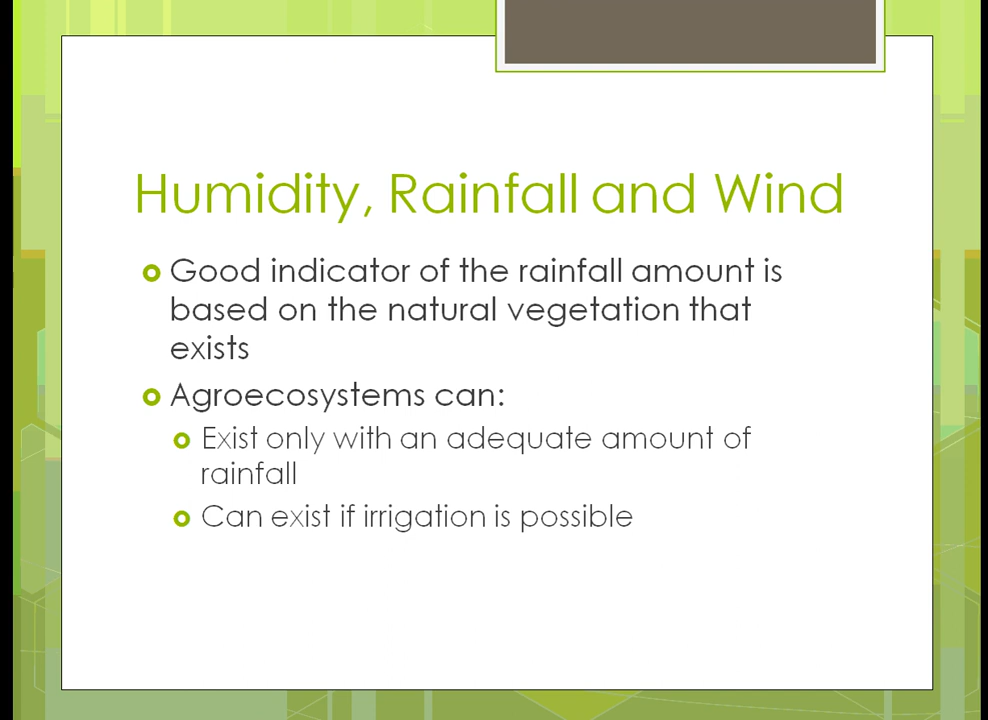 Humidity, Rainfall and Wind
Good indicator of the rainfall amount is
based on the natural vegetation that
exists
Agroecosystems can:
Exist only with an adequate amount of
rainfall
Can exist if irrigation is possible